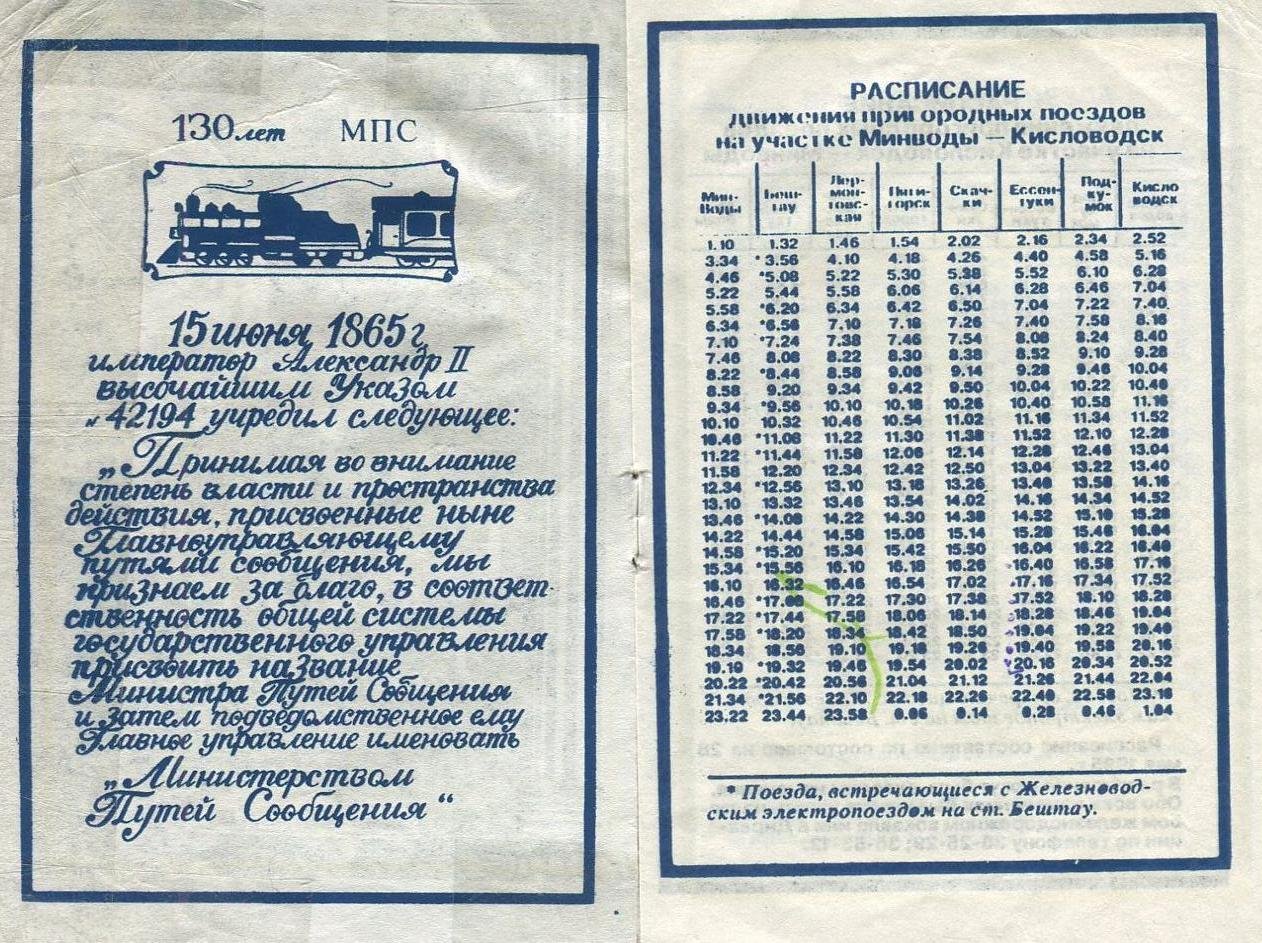 130 лет МПС
15 июня 1865 г.
император Александр II
высочайшим Указом
№ 42194 учредил следующее:
„Принимая во внимание
степень власти и пространства
действия, присвоенные ныне
Главноуправляющему
путями сообщения, мы
признаем за благо, в соответ-
ственность общей системы
государственного управления
присвоить название
Министра Путей Собщения
и затем подведомственное ему
Главное управление именовать
„Министерством
Путей Сообщения“
РАСПИСАНИЕ
движения пригородных поездов
на участке Минводы — Кисловодск
Мин-Воды Беш-тау Лер-мон-товс-кая Пяти-горск Скач-ки Ессен-туки Под-ку-мок Кисло водск
1.10 1.32 1.46 1.54 2.02 2.16 2.34 2.52
3.34 *3.56 4.10 4.18 4.26 4.40 4.58 5.16
4.46 *5.08 5.22 5.30 5.38 5.52 6.10 6.28
5.22 5.44 5.58 6.06 6.14 6.28 6.46 7.04
5.58 *6.20 6.34 6.42 6.50 7.04 7.22 7.40
6.34 *6.56 7.10 7.18 7.26 7.40 7.58 8.16
7.10 *7.24 7.38 7.46 7.54 8.08 8.24 8.40
7.46 8.08 8.22 8.30 8.38 8.52 9.10 9.28
8.22 *8.44 8.58 9.06 9.14 9.28 9.46 10.04
8.58 9.20 9.34 9.42 9.50 10.04 10.22 10.40
9.34 *9.56 10.10 10.18 10.26 10.40 10.58 11.16
10.10 10.32 10.46 10.54 11.02 11.16 11.34 11.52
10.46 *11.08 11.22 11.30 11.38 11.52 12.10 12.28
11.22 *11.44 11.58 12.06 12.14 12.28 12.46 13.04
11.58 12.20 12.34 12.42 12.50 13.04 13.22 13.40
12.34 *12.56 13.10 13.18 13.26 13.40 13.58 14.16
13.10 13.32 13.46 13.54 14.02 14.16 14.34 14.52
13.46 *14.08 14.22 14.30 14.38 14.52 15.10 15.28
14.22 14.44 14.58 15.06 15.14 15.28 15.46 16.04
14.58 *15.20 15.34 15.42 15.50 16.04 16.22 16.40
15.34 *15.56 16.10 16.18 16.26 16.40 16.58 17.16
16.10 16.32 16.46 16.54 17.02 17.16 17.34 17.52
16.46 *17.08 17.22 17.30 17.38 17.52 18.10 18.28
17.22 *17.44 17.58 18.06 18.14 18.28 18.46 19.04
17.58 *18.20 18.34 18.42 18.50 19.04 19.22 19.40
18.34 18.56 19.10 19.18 19.26 19.40 19.58 20.16
19.10 *19.32 19.46 19.54 20.02 20.16 20.34 20.52
20.22 *20.42 20.56 21.04 21.12 21.26 21.44 22.04
21.34 *21.56 22.10 22.18 22.26 22.40 22.58 23.16
23.22 23.44 23.58 0.06 0.14 0.28 0.46 1.04
* Поезда, встречающиеся с Железновод-
ским электропоездом на ст. Бештау.